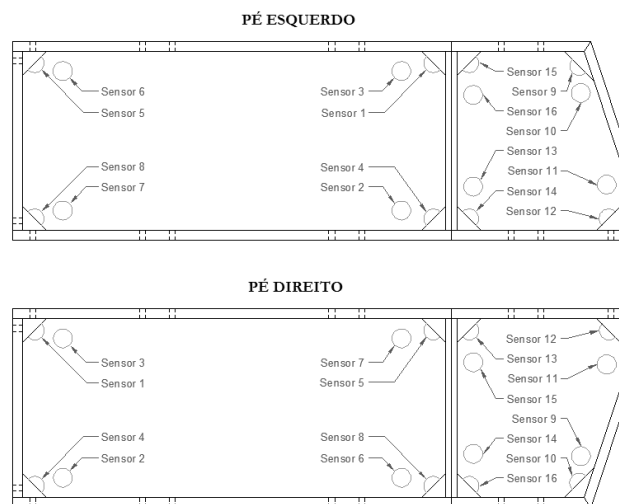 PÉ ESQUERDO
Sensor 6
Sensor 5
Sensor 3
Sensor 1
Sensor 15
Sensor 9
Sensor 16
Sensor 10
Sensor 8
Sensor 7
Sensor 4
Sensor 2
Sensor 13
Sensor 11
Sensor 14
Sensor 12
PÉ DIREITO
Sensor 3
Sensor 1
Sensor 7
Sensor 5
Sensor 12
Sensor 13
Sensor 11
Sensor 15
Sensor 4
Sensor 2
Sensor 8
Sensor 6
Sensor 9
Sensor 14
Sensor 10
Sensor 16